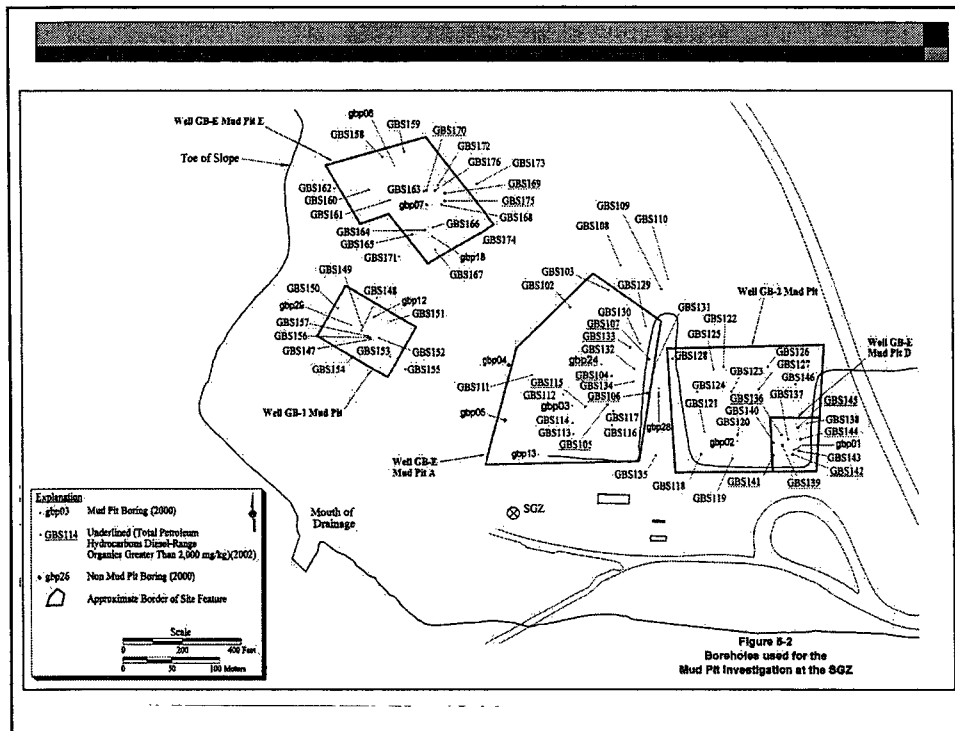 gbp08
GBS159
Well GB-E Mud Pit E
GBS158
GBS170
GBS172
Toe of Slope
GBS176
GBS173
GBS162
GBS163
GBS169
GBS160
GBS175
gbp07
GBS161
GBS168
GBS164
GBS166
GBS165
GBS174
GBS171
gbp18
GBS167
GBS109
GBS110
GBS108
GBS149
GBS148
GBS150
gbp12
GBS151
GBS157
GBS156
GBS147
GBS153
GBS152
GBS154
GBS155
Well GB-1 Mud Pit
GBS103
GBS129
GBS102
GBS130
GBS131
GBS107
GBS133
GBS132
gbp24
gbp04
GBS111
GBS104
GBS115
GBS134
GBS112
GBS106
gbp03
GBS117
GBS114
GBS113
GBS116
GBS105
gbp13
Well GB-E
Mud Pit A
gbp28
GBS135
Well GB-2 Mud Pit
GBS122
GBS125
GBS128
GBS126
GBS123
GBS127
GBS124
GBS146
GBS136
GBS137
GBS121
GBS140
GBS120
gbp02
GBS118
GBS119
GBS141
Well GB-E
Mud Pit D
GBS145
GBS138
GBS144
gbp01
GBS143
GBS142
GBS139
SGZ
Mouth of
Drainage
Explanation
gbp03 Mud Pit Boring (2000)
GBS114 Underlined (Total Petroleum
Hydrocarbons Diesel-Range
Organics Greater Than 2,000 mg/kg)(2002)
gbp26 Non Mud Pit Boring (2000)
Approximate Border of Site Feature
Scale
0 200 400 Feet
0 50 100 Meters
Figure 5-2
Boreholes used for the
Mud Pit Investigation at the SGZ